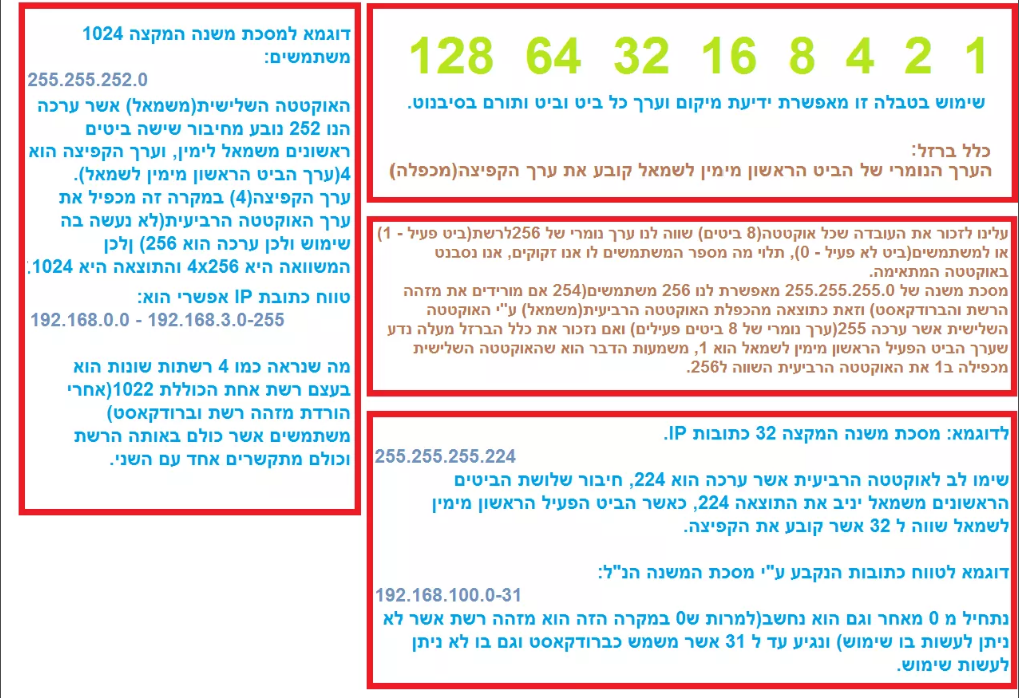 128 64 32 16 8 4 2 1
שימוש בטבלה זו מאפשרת ידיעת מיקום וערך כל ביט וביט ותורם בסיבנוט.
כלל ברזל:
הערך הנומרי של הביט הראשון מימין לשמאל קובע את ערך הקפיצה(מכפלה)
עלינו לזכור את העובדה שכל אוקטטה(8 ביטים) שווה לנו ערך נומרי של 256לרשת(ביט פעיל - 1)
או למשתמשים(ביט לא פעיל - 0), תלוי מה מספר המשתמשים לו אנו זקוקים, אנו נסבנט
באוקטטה המתאימה.
מסכת משנה של 255.255.255.0 מאפשרת לנו 256 משתמשים(254 אם מורידים את מזהה
הרשת והברודקאסט) וזאת כתוצאה מהכפלת האוקטטה הרביעית(משמאל) ע"י האוקטטה
השלישית אשר ערכה 255(ערך נומרי של 8 ביטים פעילים) ואם נזכור את כלל הברזל מעלה נדע
שערך הביט הפעיל הראשון מימין לשמאל הוא 1, משמעות הדבר הוא שהאוקטטה השלישית
מכפילה ב1 את האוקטטה הרביעית השווה ל256.
לדוגמא: מסכת משנה המקצה 32 כתובות IP.
255.255.255.224
שימו לב לאוקטטה הרביעית אשר ערכה הוא 224, חיבור שלושת הביטים
הראשונים משמאל יניב את התוצאה 224, כאשר הביט הפעיל הראשון מימין
לשמאל שווה ל 32 אשר קובע את הקפיצה.
דוגמא לטווח כתובות הנקבע ע"י מסכת המשנה הנ"ל:
192.168.100.0-31
נתחיל מ 0 מאחר וגם הוא נחשב(למרות ש0 במקרה הזה הוא מזהה רשת אשר לא
ניתן לעשות בו שימוש) ונגיע עד ל 31 אשר משמש כברודקאסט וגם בו לא ניתן
לעשות שימוש.
דוגמא למסכת משנה המקצה 1024
משתמשים:
255.255.252.0
האוקטטה השלישית(משמאל) אשר ערכה
הנו 252 נובע מחיבור שישה ביטים
ראשונים משמאל לימין, וערך הקפיצה הוא
4(ערך הביט הראשון מימין לשמאל).
ערך הקפיצה(4) במקרה זה מכפיל את
ערך האוקטטה הרביעית(לא נעשה בה
שימוש ולכן ערכה הוא 256) ןלכן
המשוואה היא 4x256 והתוצאה היא 1024.
טווח כתובת IP אפשרי הוא:
192.168.0.0 - 192.168.3.0-255
מה שנראה כמו 4 רשתות שונות הוא
בעצם רשת אחת הכוללת 1022(אחרי
הורדת מזהה רשת וברודקאסט)
משתמשים אשר כולם באותה הרשת
וכולם מתקשרים אחד עם השני.